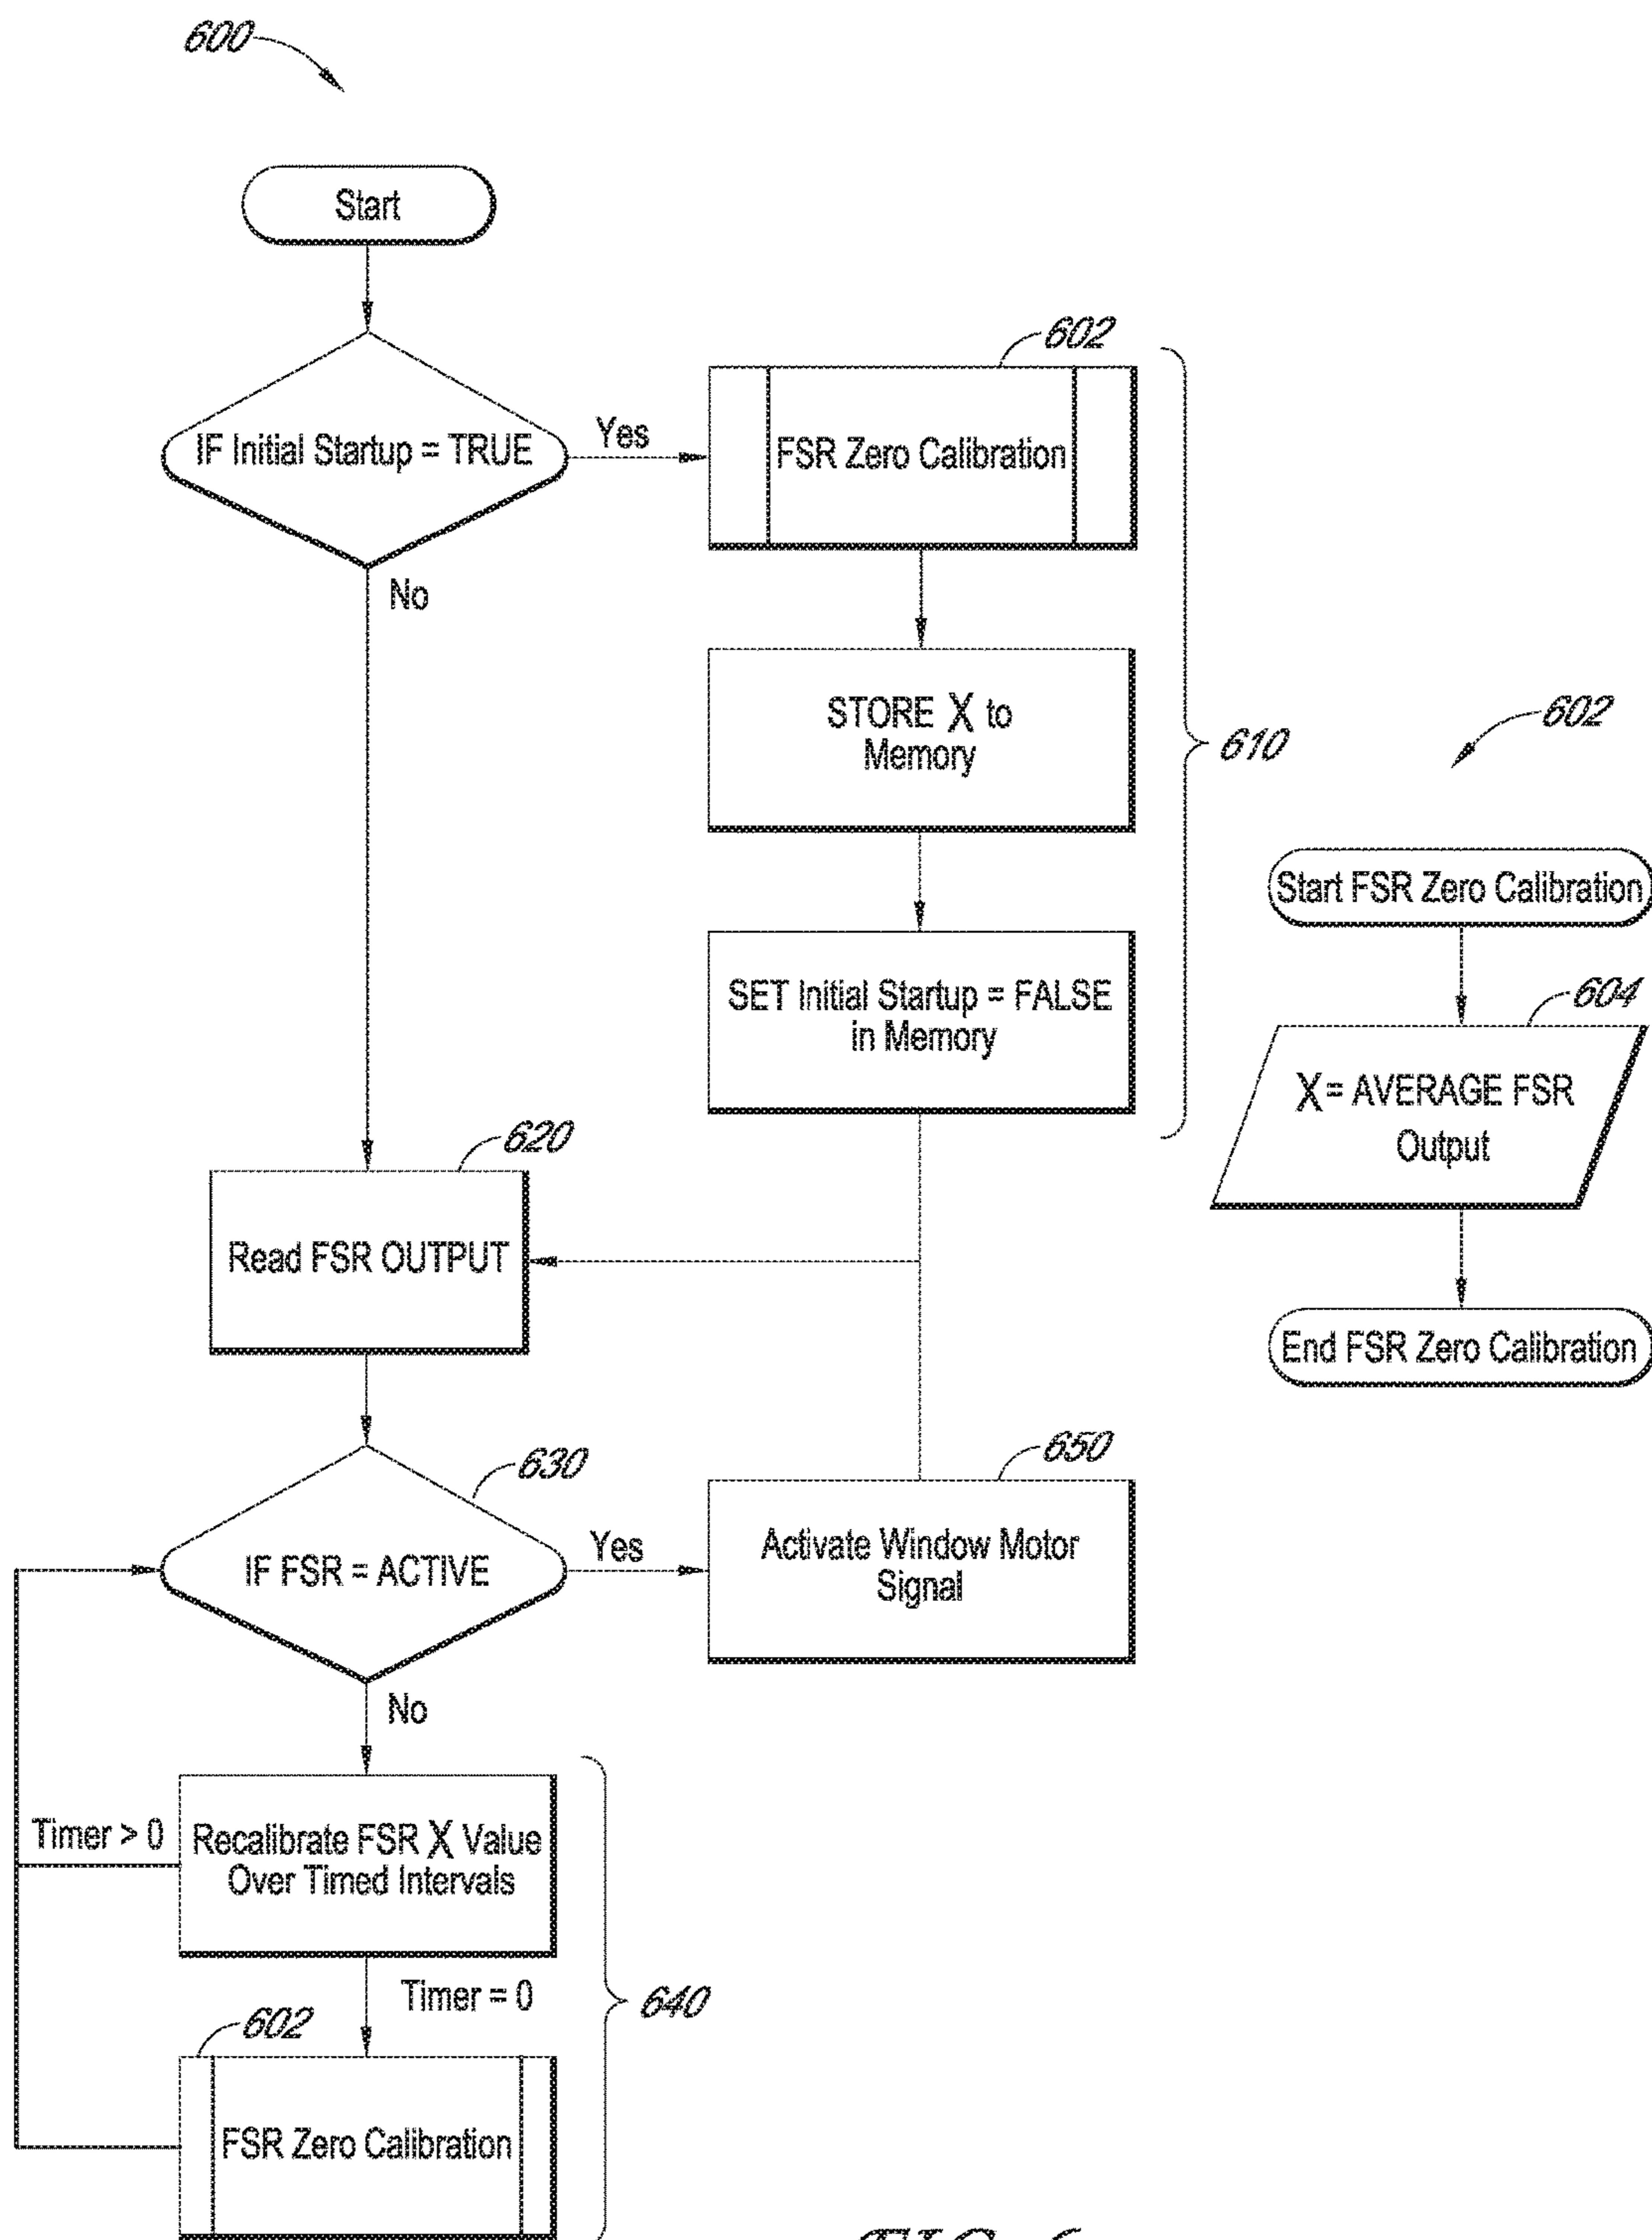 600
Start
IF Initial Startup = TRUE
Yes
No
602
FSR Zero Calibration
STORE X to
Memory
SET Initial Startup = FALSE
in Memory
610
602
Start FSR Zero Calibration
604
X = AVERAGE FSR
Output
End FSR Zero Calibration
620
Read FSR OUTPUT
630
IF FSR = ACTIVE
Yes
No
650
Activate Window Motor
Signal
Timer > 0
Recalibrate FSR X Value
Over Timed Intervals
Timer = 0
640
602
FSR Zero Calibration